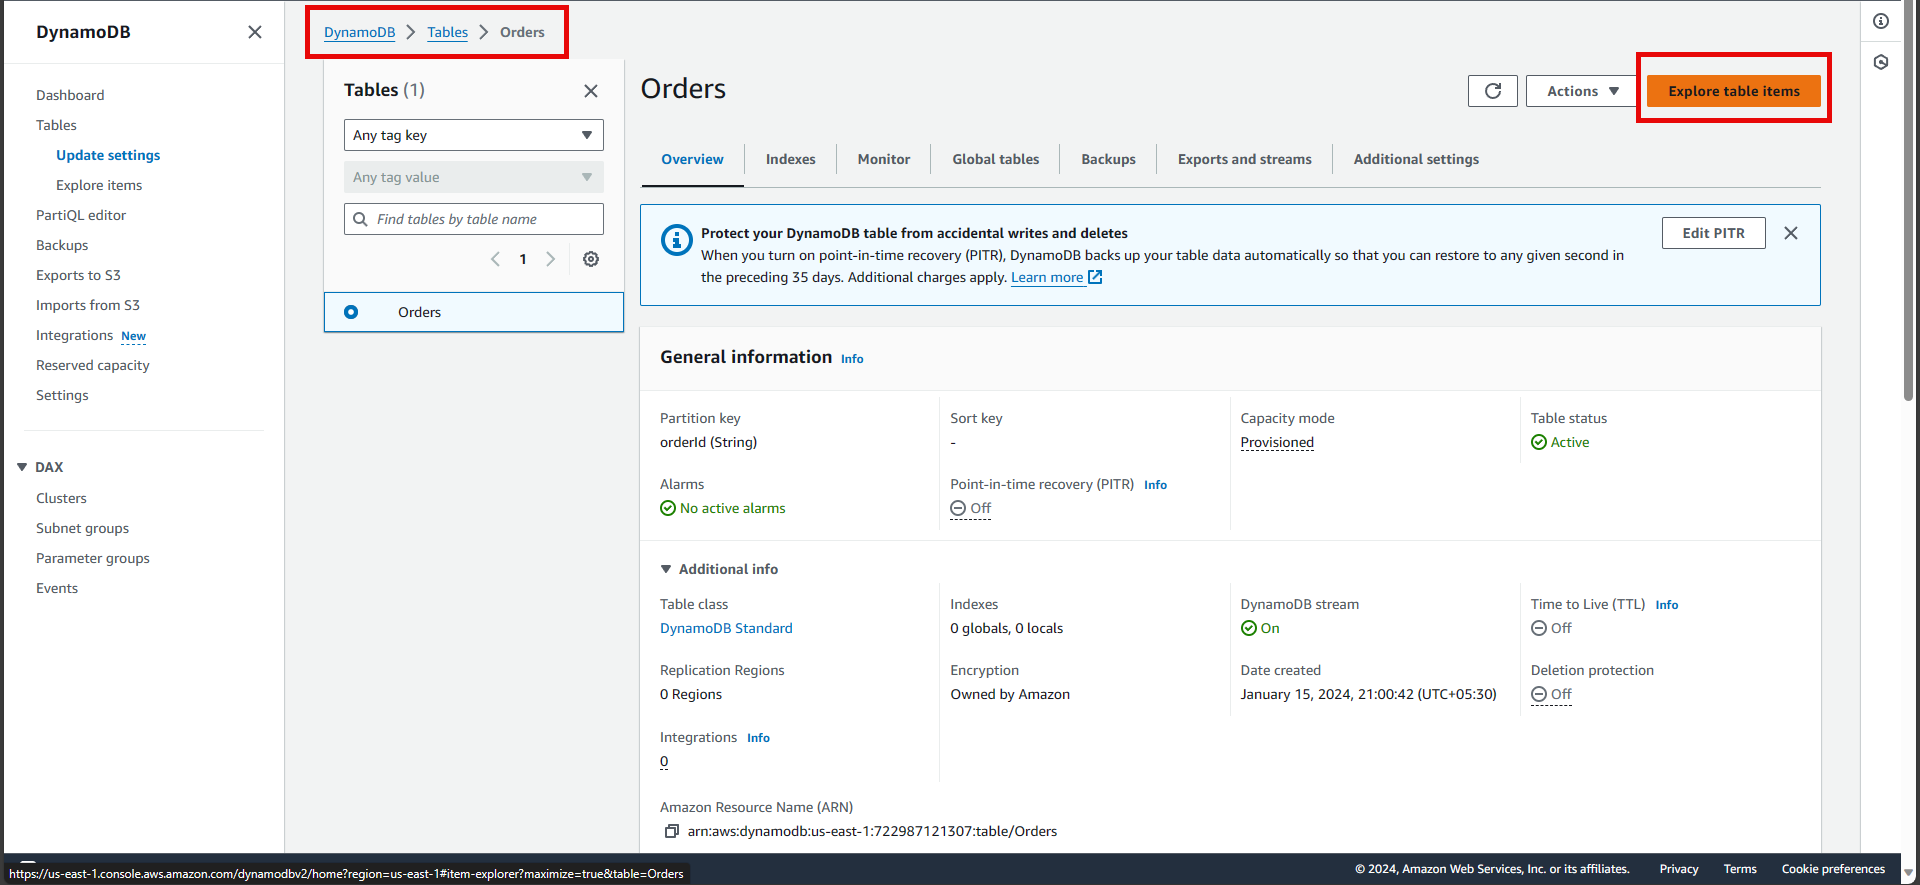 DynamoDB
Dashboard
Tables
Update settings
Explore items
PartiQL editor
Backups
Exports to S3
Imports from S3
Integrations New
Reserved capacity
Settings
DAX
Clusters
Subnet groups
Parameter groups
Events
DynamoDB Tables Orders
Tables (1)
Any tag key
Any tag value
Find tables by table name
1
Orders
Orders
Actions
Explore table items
Overview Indexes Monitor Global tables Backups Exports and streams Additional settings
Protect your DynamoDB table from accidental writes and deletes
When you turn on point-in-time recovery (PITR), DynamoDB backs up your table data automatically so that you can restore to any given second in
the preceding 35 days. Additional charges apply. Learn more
Edit PITR
General information Info
Partition key
orderId (String)
Sort key
-
Capacity mode
Provisioned
Table status
Active
Alarms
No active alarms
Point-in-time recovery (PITR) Info
Off
Additional info
Table class
DynamoDB Standard
Indexes
0 globals, 0 locals
DynamoDB stream
On
Time to Live (TTL) Info
Off
Replication Regions
0 Regions
Encryption
Owned by Amazon
Date created
January 15, 2024, 21:00:42 (UTC+05:30)
Deletion protection
Off
Integrations Info
0
Amazon Resource Name (ARN)
arn:aws:dynamodb:us-east-1:722987121307:table/Orders
https://us-east-1.console.aws.amazon.com/dynamodbv2/home?region=us-east-1#item-explorer?maximize=true&table=Orders
© 2024, Amazon Web Services, Inc. or its affiliates. Privacy Terms Cookie preferences